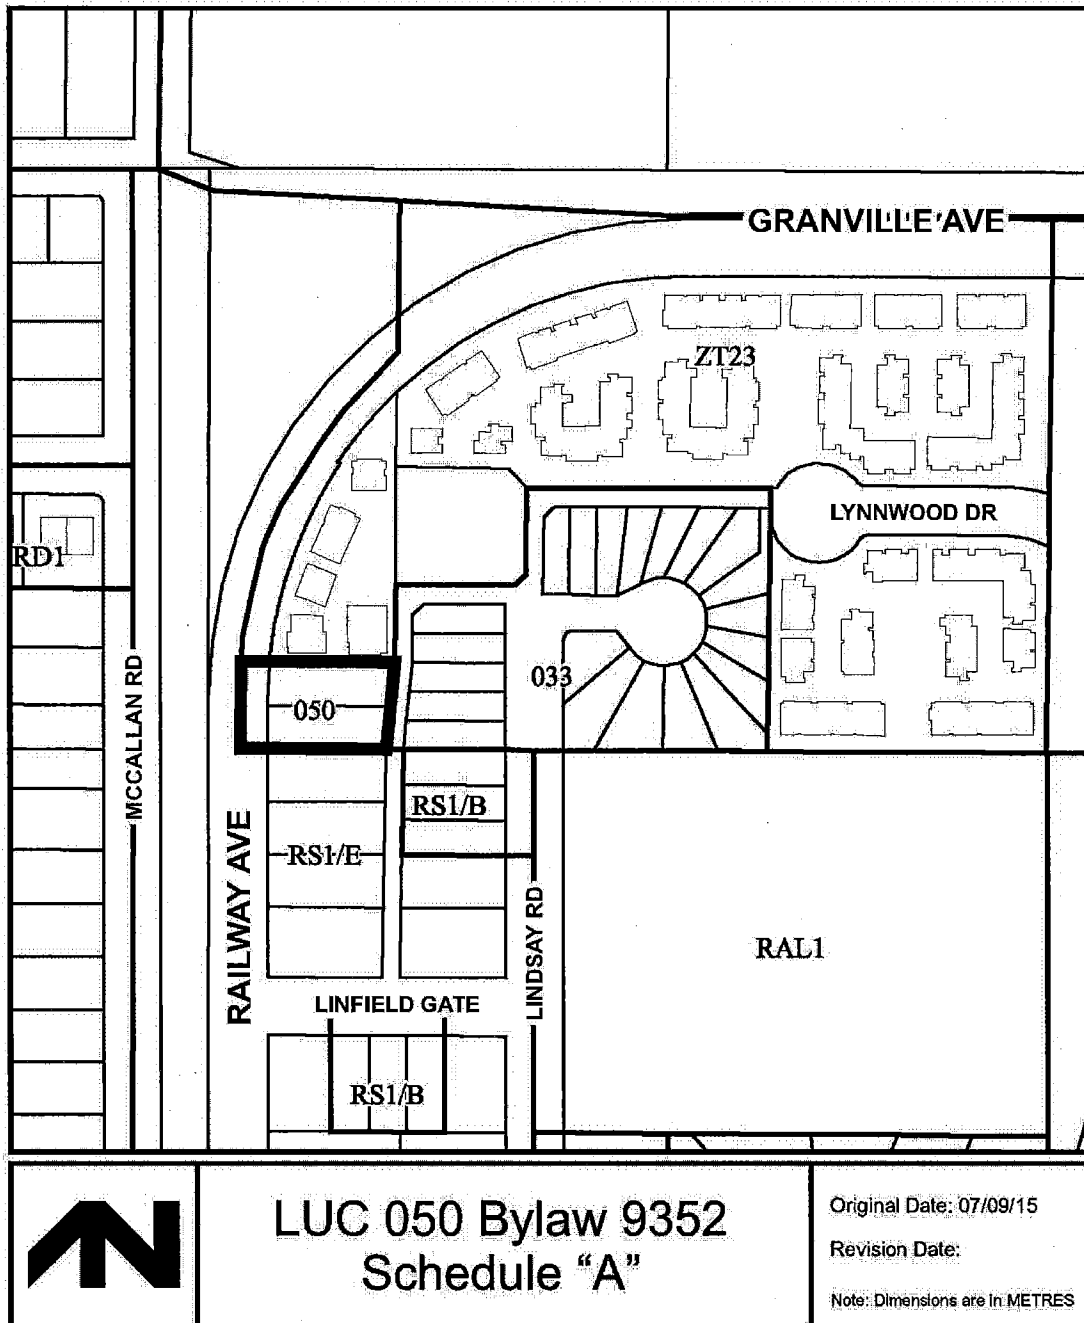 GRANVILLE AVE
ZT23
LYNNWOOD DR
RD1
033
050
MCCALLAN RD
RS1/B
RS1/E
RAILWAY AVE
LINDSAY RD
RAL1
LINFIELD GATE
RS1/B
LUC 050 Bylaw 9352
Schedule “A”
Original Date: 07/09/15
Revision Date:
Note: Dimensions are in METRES